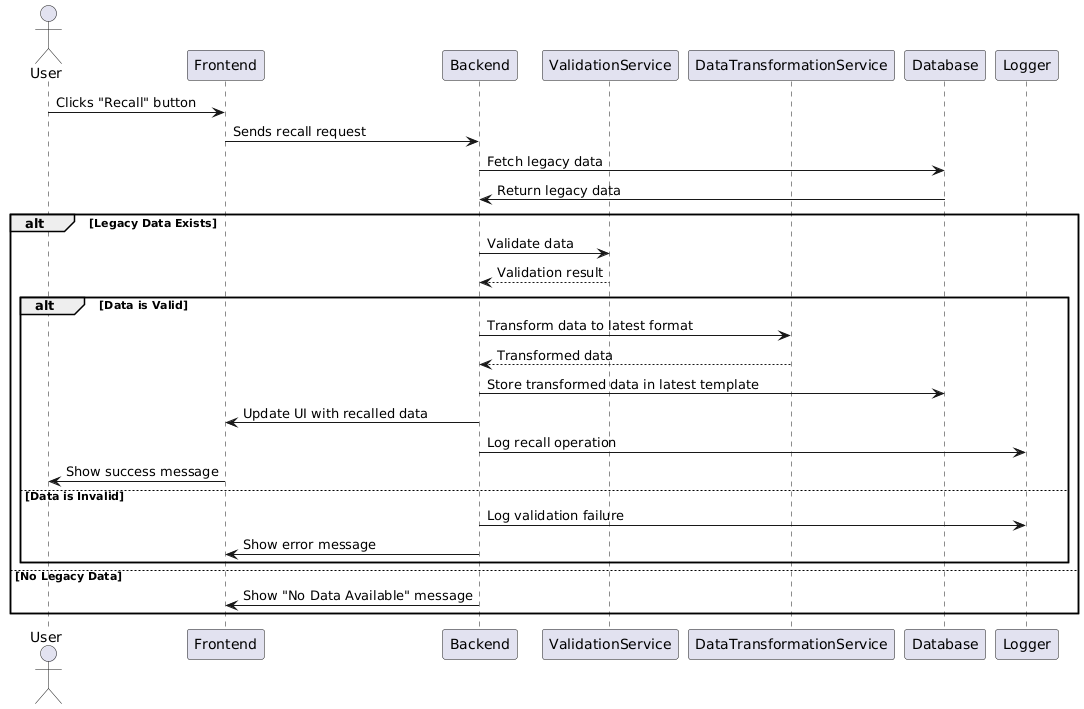 User
Frontend
Backend
ValidationService
DataTransformationService
Database
Logger
Clicks "Recall" button
Sends recall request
Fetch legacy data
Return legacy data
alt [Legacy Data Exists]
Validate data
Validation result
alt [Data is Valid]
Transform data to latest format
Transformed data
Store transformed data in latest template
Update UI with recalled data
Log recall operation
Show success message
[Data is Invalid]
Log validation failure
Show error message
[No Legacy Data]
Show "No Data Available" message
User
Frontend
Backend
ValidationService
DataTransformationService
Database
Logger